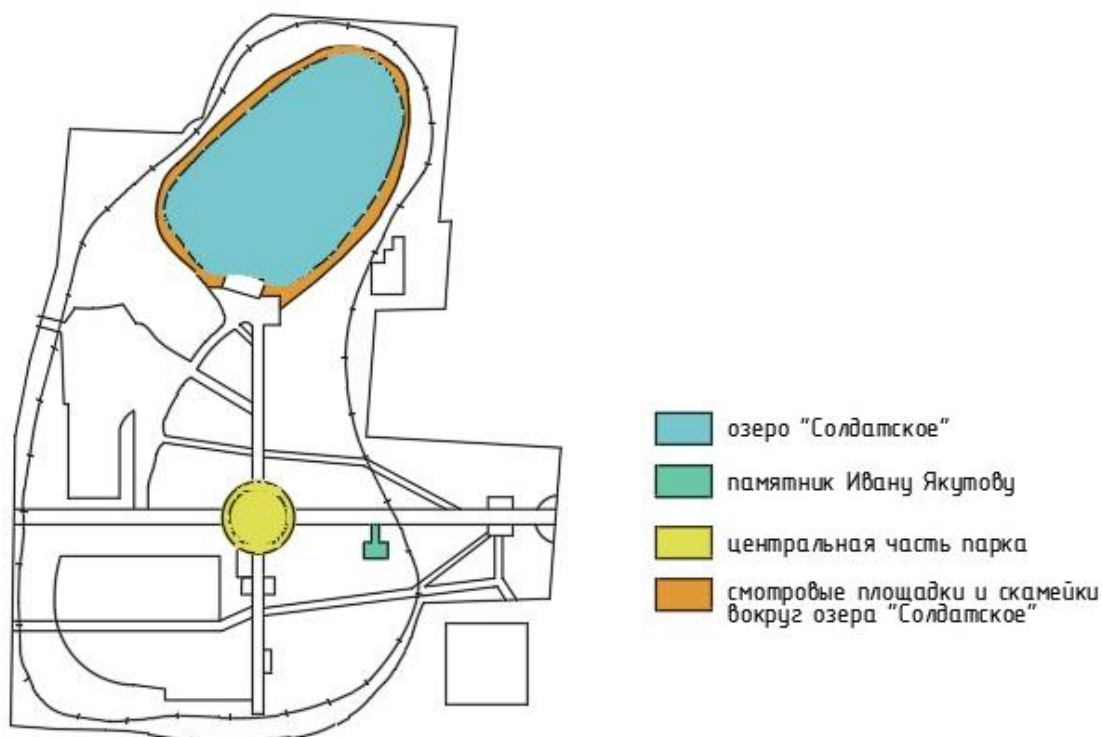 озеро "Солдатское"
памятник Ивану Якутову
центральная часть парка
смотровые площадки и скамейки
вокруг озера "Солдатское"